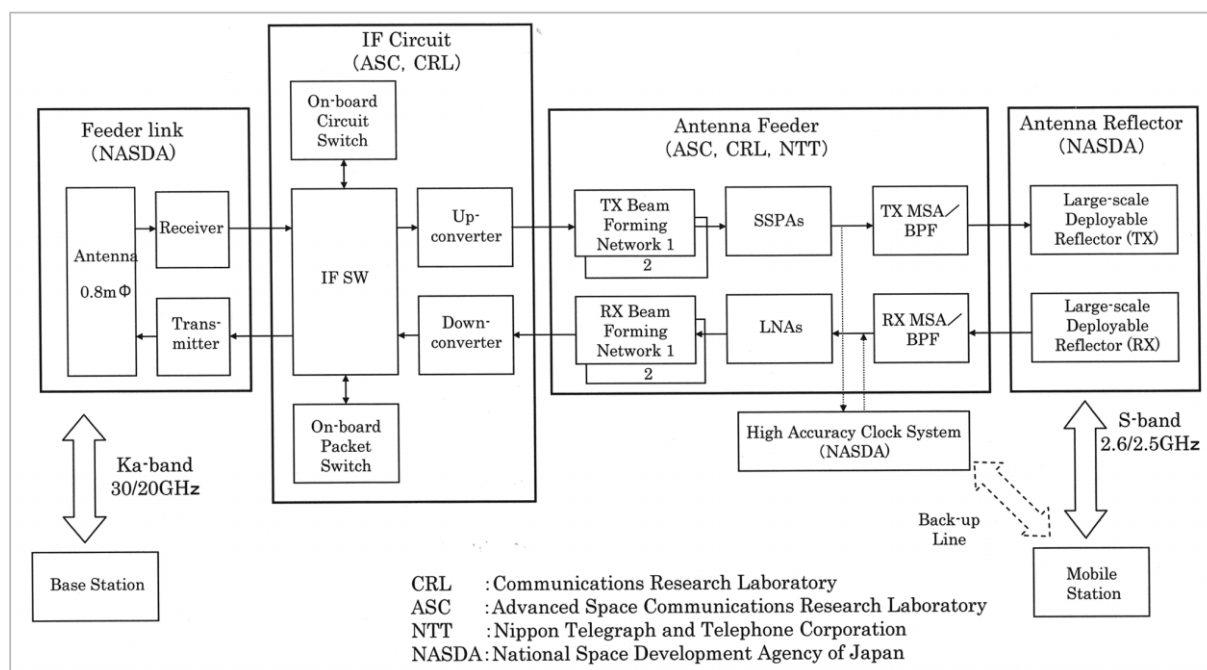 IF Circuit
(ASC, CRL)
On-board
Circuit
Switch
Feeder link
(NASDA)
Antenna Feeder
(ASC, CRL, NTT)
Antenna Reflector
(NASDA)
Antenna
0.8mΦ
Receiver
Trans-
mitter
IF SW
Up-
converter
Down-
converter
On-board
Packet
Switch
TX Beam
Forming
Network 1
2
SSPAs
TX MSA／
BPF
Large-scale
Deployable
Reflector (TX)
RX Beam
Forming
Network 1
2
LNAs
RX MSA／
BPF
Large-scale
Deployable
Reflector (RX)
High Accuracy Clock System
(NASDA)
Ka-band
30/20GHz
S-band
2.6/2.5GHz
Back-up
Line
Base Station
Mobile
Station
CRL :Communications Research Laboratory
ASC :Advanced Space Communications Research Laboratory
NTT :Nippon Telegraph and Telephone Corporation
NASDA:National Space Development Agency of Japan